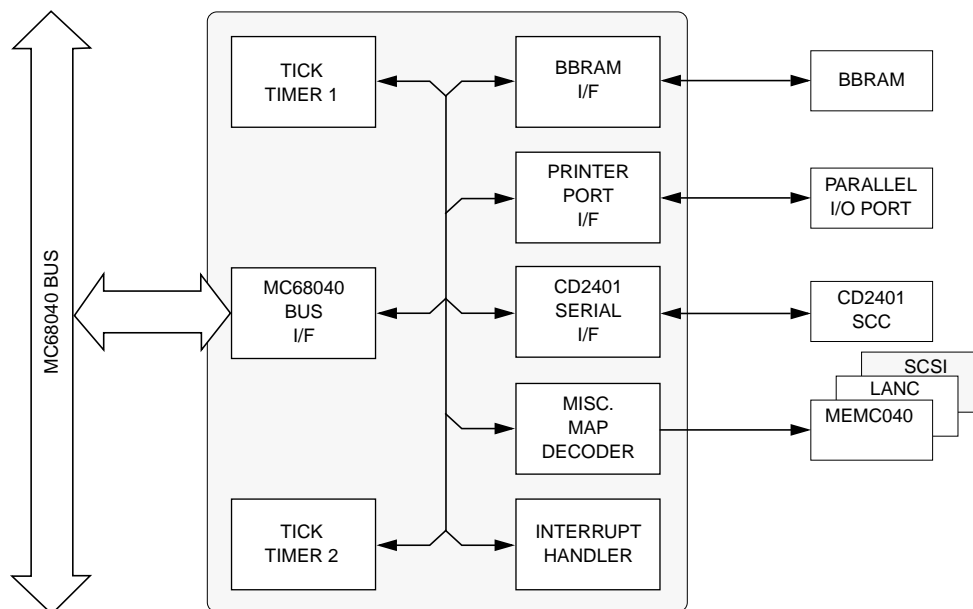 MC68040 BUS
TICK
TIMER 1
BBRAM
I/F
BBRAM
PRINTER
PORT
I/F
PARALLEL
I/O PORT
MC68040
BUS
I/F
CD2401
SERIAL
I/F
CD2401
SCC
SCSI
LANC
MEMC040
MISC.
MAP
DECODER
TICK
TIMER 2
INTERRUPT
HANDLER